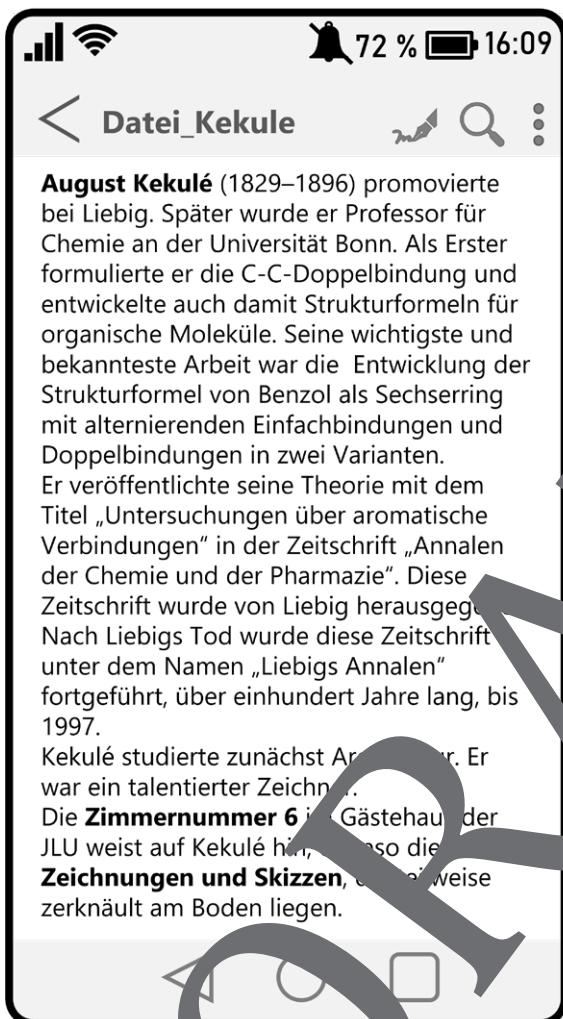 72 % 16:09
Datei_Kekule
August Kekulé (1829–1896) promovierte
bei Liebig. Später wurde er Professor für
Chemie an der Universität Bonn. Als Erster
formulierte er die C-C-Doppelbindung und
entwickelte auch damit Strukturformeln für
organische Moleküle. Seine wichtigste und
bekannteste Arbeit war die  Entwicklung der
Strukturformel von Benzol als Sechserring
mit alternierenden Einfachbindungen und
Doppelbindungen in zwei Varianten.
Er veröffentlichte seine Theorie mit dem
Titel „Untersuchungen über aromatische
Verbindungen“ in der Zeitschrift „Annalen
der Chemie und der Pharmazie“. Diese
Zeitschrift wurde von Liebig
Nach Liebigs Tod wurde diese Zeitschrift
unter dem Namen „Liebigs Annalen“
fortgeführt, über einhundert Jahre lang, bis
1997.
Kekulé studierte zunächst Er
war ein talentierter
Die Zimmernummer 6 Gästehaus der
JLU weist auf Kekulé die
Zeichnungen und Skizzen,
zerknäult am Boden liegen.